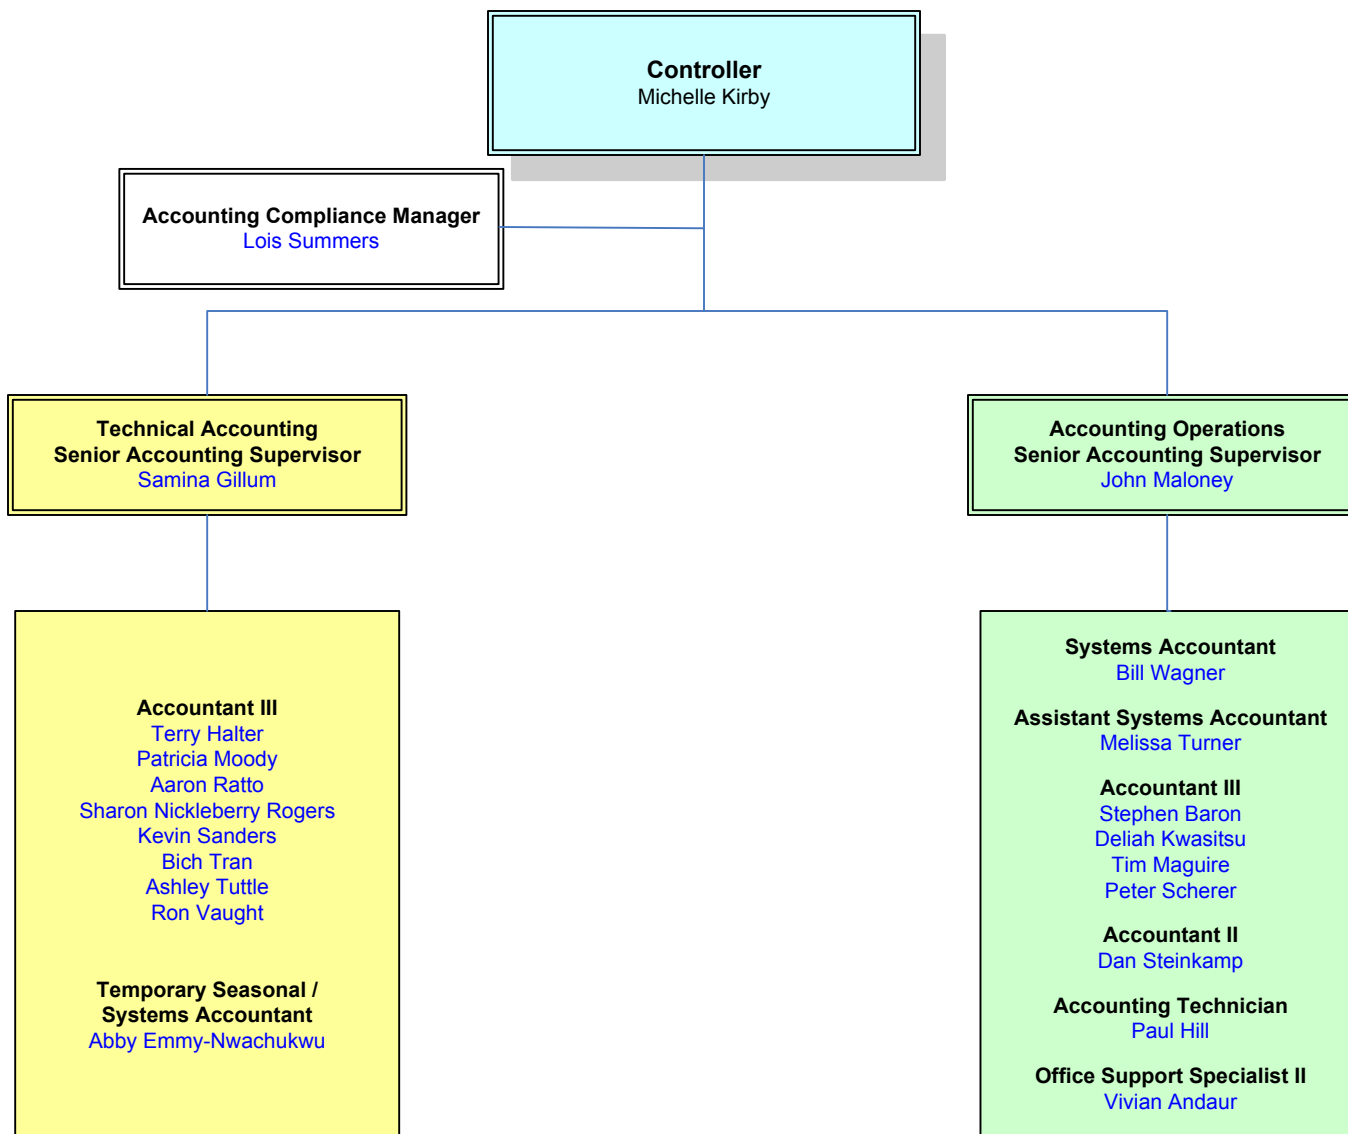 Controller
Michelle Kirby
Accounting Compliance Manager
Lois Summers
Technical Accounting
Senior Accounting Supervisor
Samina Gillum
Accounting Operations
Senior Accounting Supervisor
John Maloney
Accountant III
Terry Halter
Patricia Moody
Aaron Ratto
Sharon Nickleberry Rogers
Kevin Sanders
Bich Tran
Ashley Tuttle
Ron Vaught
Temporary Seasonal /
Systems Accountant
Abby Emmy-Nwachukwu
Systems Accountant
Bill Wagner
Assistant Systems Accountant
Melissa Turner
Accountant III
Stephen Baron
Deliah Kwasitsu
Tim Maguire
Peter Scherer
Accountant II
Dan Steinkamp
Accounting Technician
Paul Hill
Office Support Specialist II
Vivian Andaur